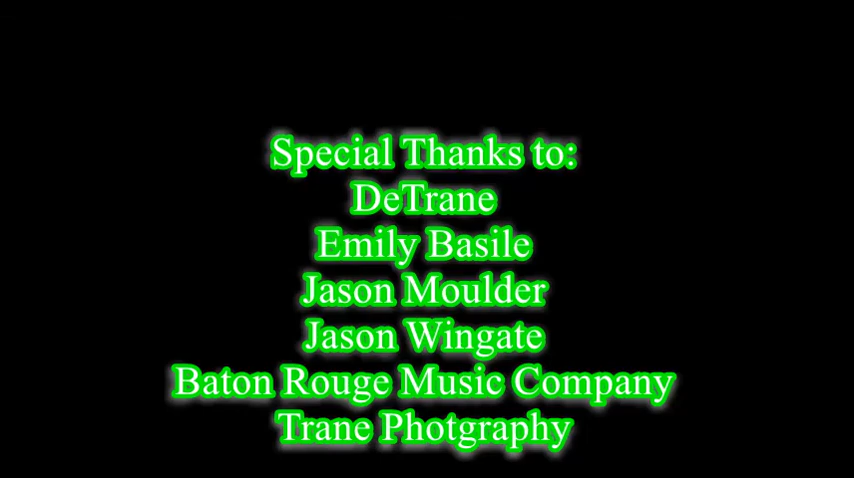 Special Thanks to:
DeTrane
Emily Basile
Jason Moulder
Jason Wingate
Baton Rouge Music Company
Trane Photgraphy